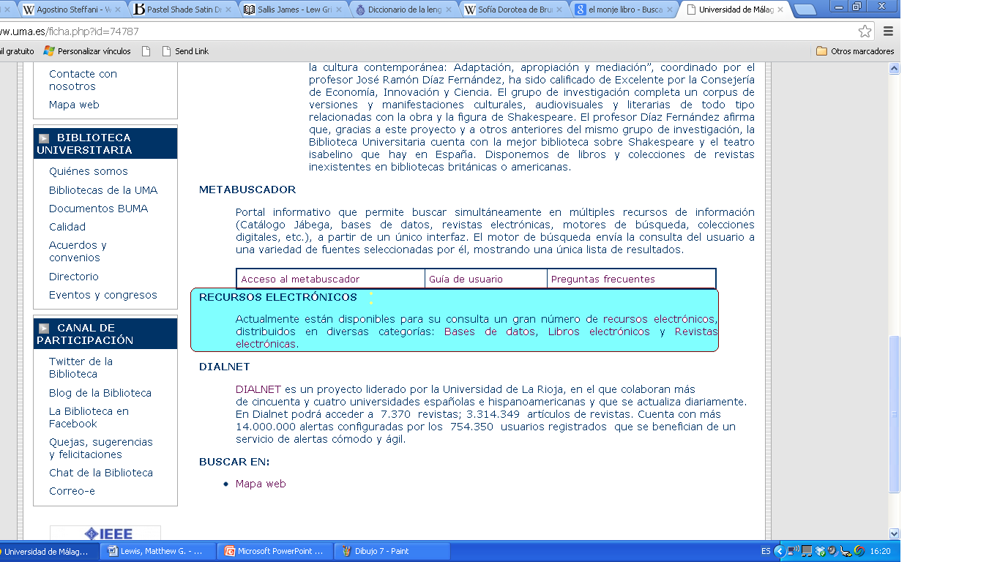 Agostino Steffani - W
Pastel Shade Satin Dr
Sallis James - Lew Gri
Diccionario de la leng
Sofía Dorotea de Brun
el monje libro - Busca
Universidad de Málag
w.uma.es/ficha.php?id=74787
il gratuito
Personalizar vínculos
Send Link
Otros marcadores
Contacte con
nosotros
Mapa web
BIBLIOTECA
UNIVERSITARIA
Quiénes somos
Bibliotecas de la UMA
Documentos BUMA
Calidad
Acuerdos y
convenios
Directorio
Eventos y congresos
CANAL DE
PARTICIPACIÓN
Twitter de la
Biblioteca
Blog de la Biblioteca
La Biblioteca en
Facebook
Quejas, sugerencias
y felicitaciones
Chat de la Biblioteca
Correo-e
IEEE
la cultura contemporánea: Adaptación, apropiación y mediación”, coordinado por el
profesor José Ramón Díaz Fernández, ha sido calificado de Excelente por la Consejería
de Economía, Innovación y Ciencia. El grupo de investigación completa un corpus de
versiones y manifestaciones culturales, audiovisuales y literarias de todo tipo
relacionadas con la obra y la figura de Shakespeare. El profesor Díaz Fernández afirma
que, gracias a este proyecto y a otros anteriores del mismo grupo de investigación, la
Biblioteca Universitaria cuenta con la mejor biblioteca sobre Shakespeare y el teatro
isabelino que hay en España. Disponemos de libros y colecciones de revistas
inexistentes en bibliotecas británicas o americanas.
METABUSCADOR
Portal informativo que permite buscar simultáneamente en múltiples recursos de información
(Catálogo Jábega, bases de datos, revistas electrónicas, motores de búsqueda, colecciones
digitales, etc.), a partir de un único interfaz. El motor de búsqueda envía la consulta del usuario a
una variedad de fuentes seleccionadas por él, mostrando una única lista de resultados.
Acceso al metabuscador
Guía de usuario
Preguntas frecuentes
RECURSOS ELECTRÓNICOS :
Actualmente están disponibles para su consulta un gran número de recursos electrónicos,
distribuidos en diversas categorías: Bases de datos, Libros electrónicos y Revistas
electrónicas.
DIALNET
DIALNET es un proyecto liderado por la Universidad de La Rioja, en el que colaboran más
de cincuenta y cuatro universidades españolas e hispanoamericanas y que se actualiza diariamente.
En Dialnet podrá acceder a 7.370 revistas; 3.314.349 artículos de revistas. Cuenta con más
14.000.000 alertas configuradas por los 754.350 usuarios registrados que se benefician de un
servicio de alertas cómodo y ágil.
BUSCAR EN:
Mapa web
Universidad de Málag...
Lewis, Matthew G. - ...
Microsoft PowerPoint ...
Dibujo 7 - Paint
ES
16:20